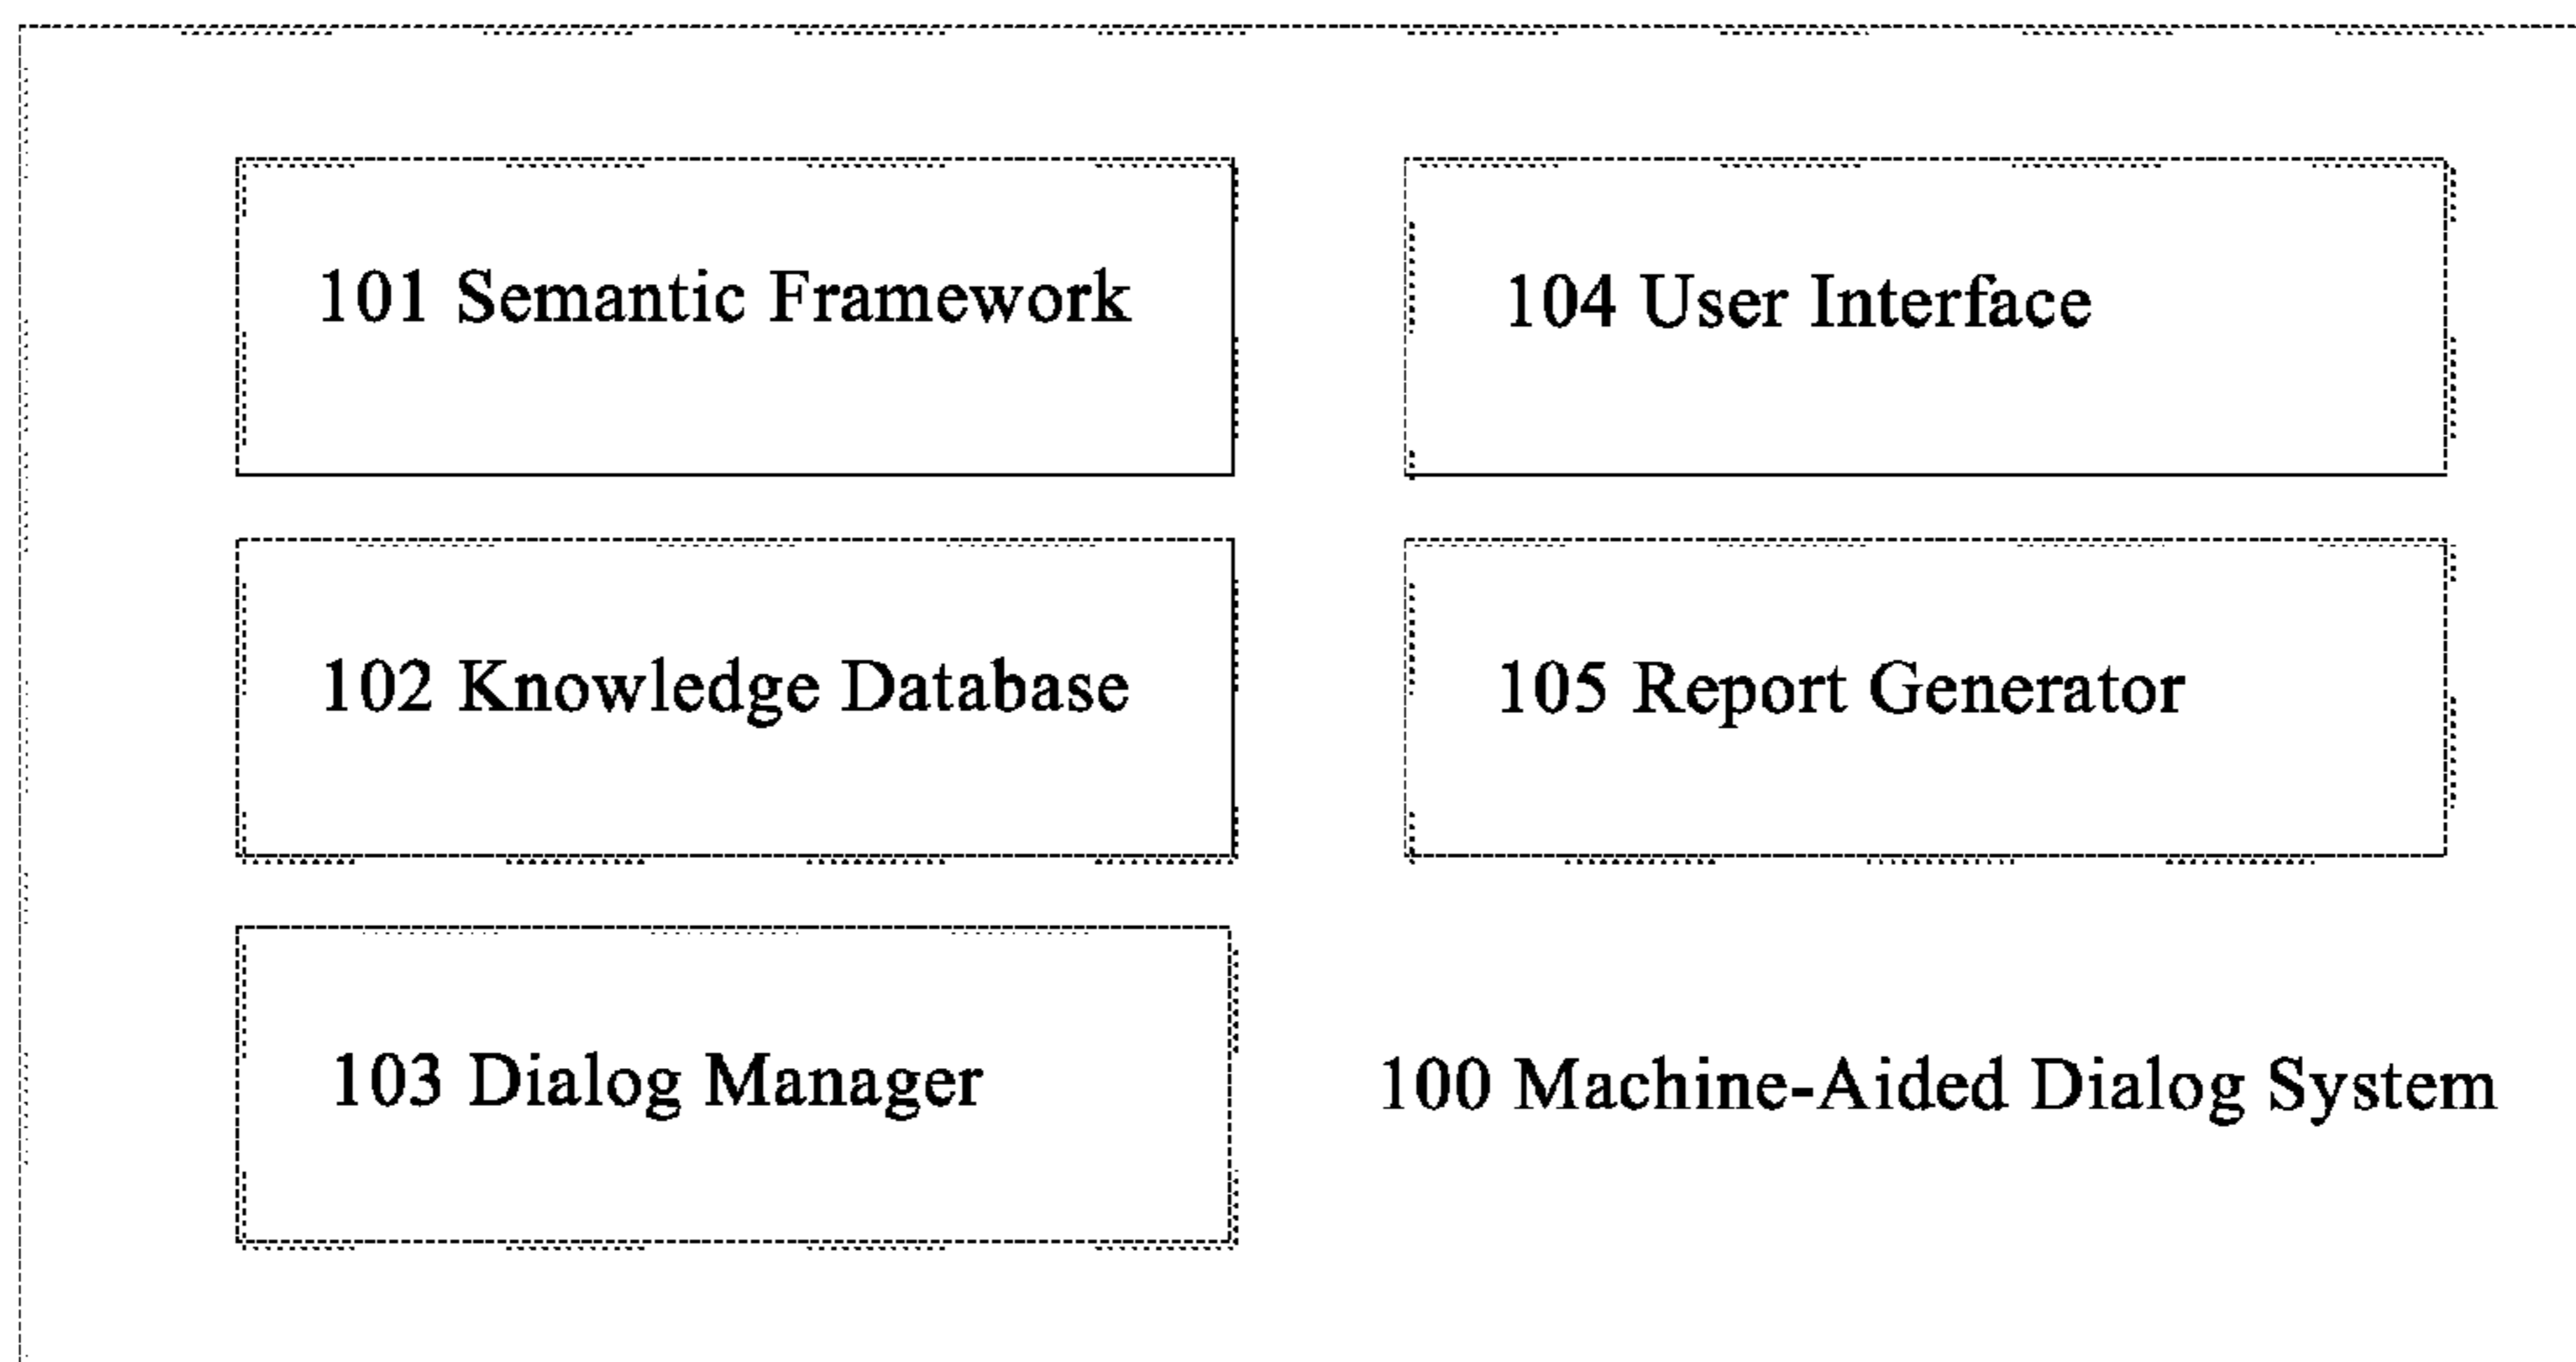 101 Semantic Framework
104 User Interface
102 Knowledge Database
105 Report Generator
103 Dialog Manager
100 Machine-Aided Dialog System